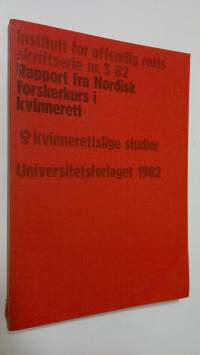 Institutt for offentlig retts
skriftserie nr. 3 82
Rapport fra Nordisk
forskerkurs i
kvinnerett
♀ kvinnerettslige studier
Universitetsforlaget 1982